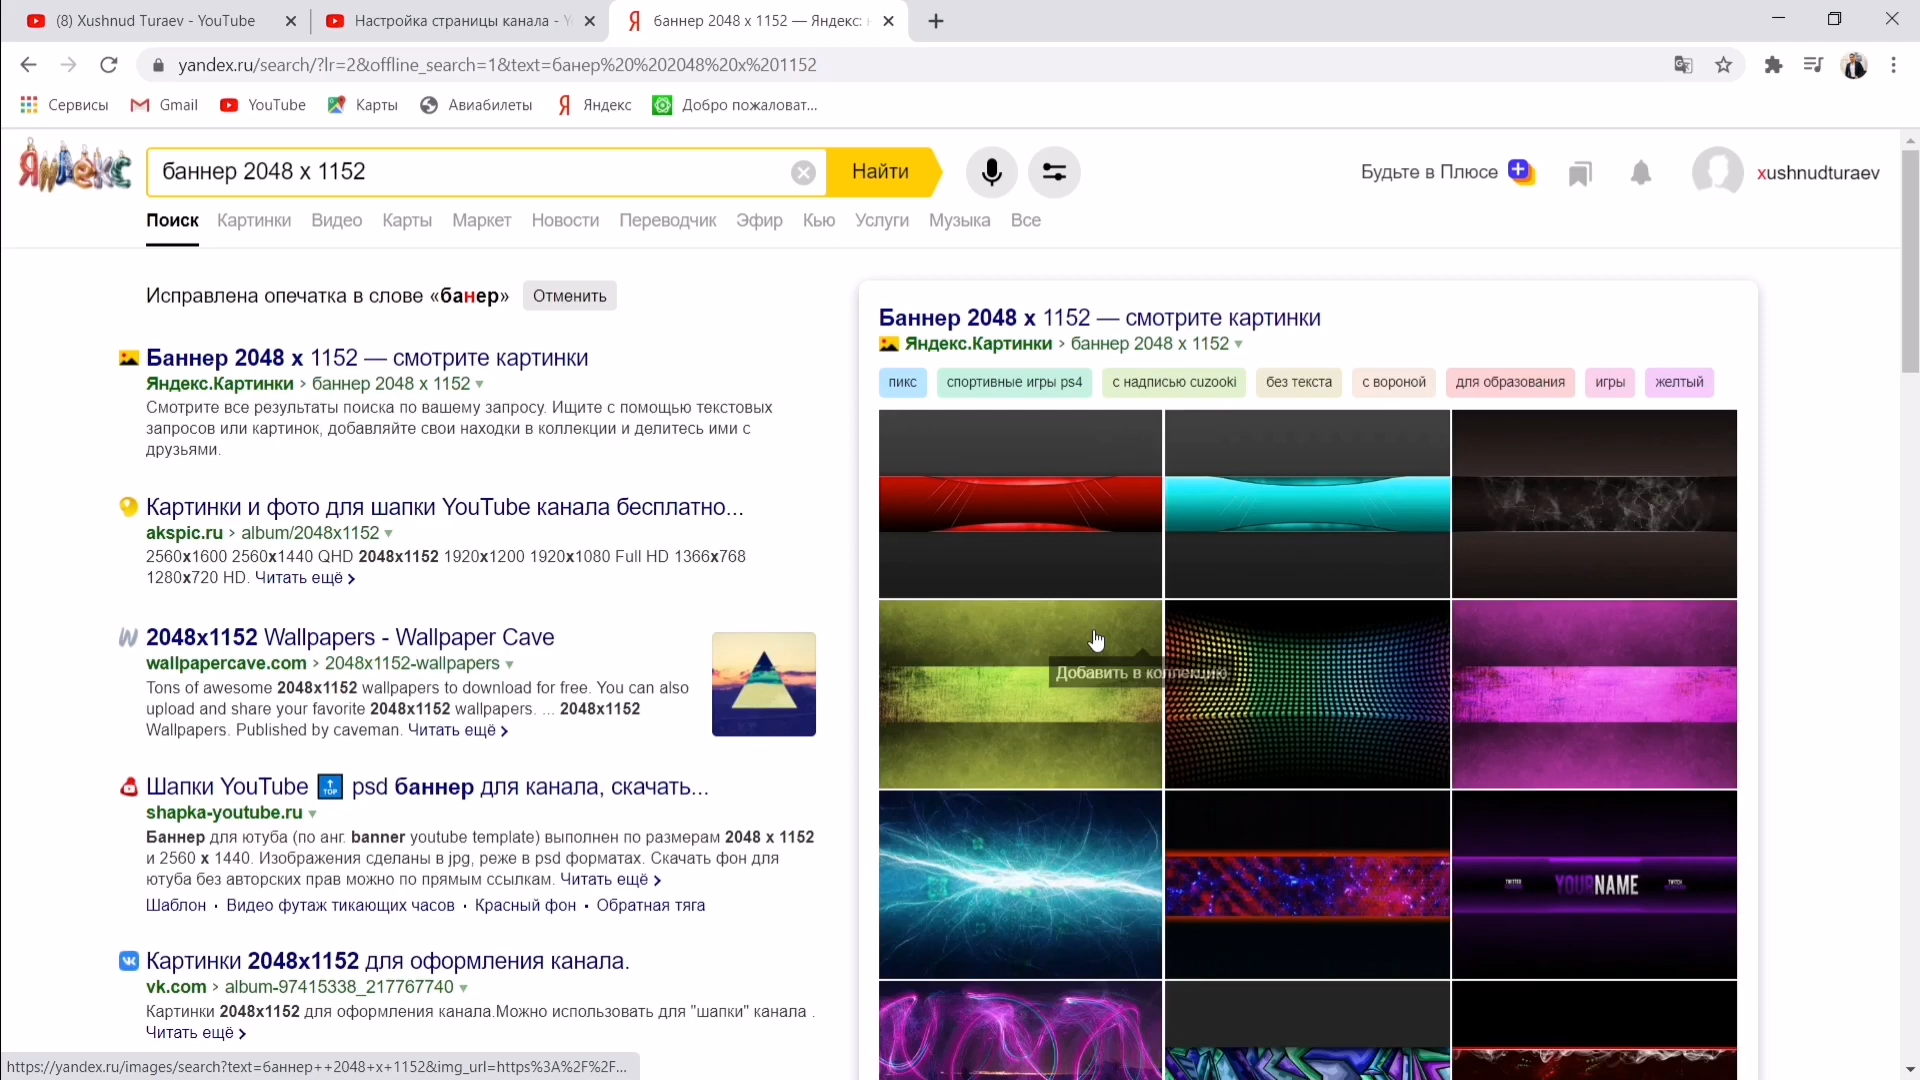 (8) Xushnud Turaev - YouTube
Настройка страницы канала - Y
баннер 2048 х 1152 — Яндекс: н
yandex.ru/search/?lr=2&offline_search=1&text=банер%20%202048%20x%201152
Сервисы
Gmail
YouTube
Карты
Авиабилеты
Яндекс
Добро пожаловат...
Яндекс
баннер 2048 х 1152
Найти
Будьте в Плюсе
xushnudturaev
Поиск Картинки Видео Карты Маркет Новости Переводчик Эфир Кью Услуги Музыка Все
Исправлена опечатка в слове «банер»
Отменить
Баннер 2048 х 1152 — смотрите картинки
Яндекс.Картинки › баннер 2048 х 1152
Смотрите все результаты поиска по вашему запросу. Ищите с помощью текстовых
запросов или картинок, добавляйте свои находки в коллекции и делитесь ими с
друзьями.
Картинки и фото для шапки YouTube канала бесплатно...
akspic.ru › album/2048x1152
2560x1600 2560x1440 QHD 2048x1152 1920x1200 1920x1080 Full HD 1366x768
1280x720 HD. Читать ещё ›
2048x1152 Wallpapers - Wallpaper Cave
wallpapercave.com › 2048x1152-wallpapers
Tons of awesome 2048x1152 wallpapers to download for free. You can also
upload and share your favorite 2048x1152 wallpapers. ... 2048x1152
Wallpapers. Published by caveman. Читать ещё ›
Шапки YouTube TOP psd баннер для канала, скачать...
shapka-youtube.ru
Баннер для ютуба (по анг. banner youtube template) выполнен по размерам 2048 х 1152
и 2560 х 1440. Изображения сделаны в jpg, реже в psd форматах. Скачать фон для
ютуба без авторских прав можно по прямым ссылкам. Читать ещё ›
Шаблон · Видео футаж тикающих часов · Красный фон · Обратная тяга
Картинки 2048x1152 для оформления канала.
vk.com › album-97415338_217767740
Картинки 2048x1152 для оформления канала.Можно использовать для "шапки" канала .
Читать ещё ›
Баннер 2048 х 1152 — смотрите картинки
Яндекс.Картинки › баннер 2048 х 1152
пикс
спортивные игры ps4
с надписью cuzooki
без текста
с вороной
для образования
игры
желтый
Добавить в коллекцию
YOURNAME
https://yandex.ru/images/search?text=баннер++2048+x+1152&img_url=https%3A%2F%2F...